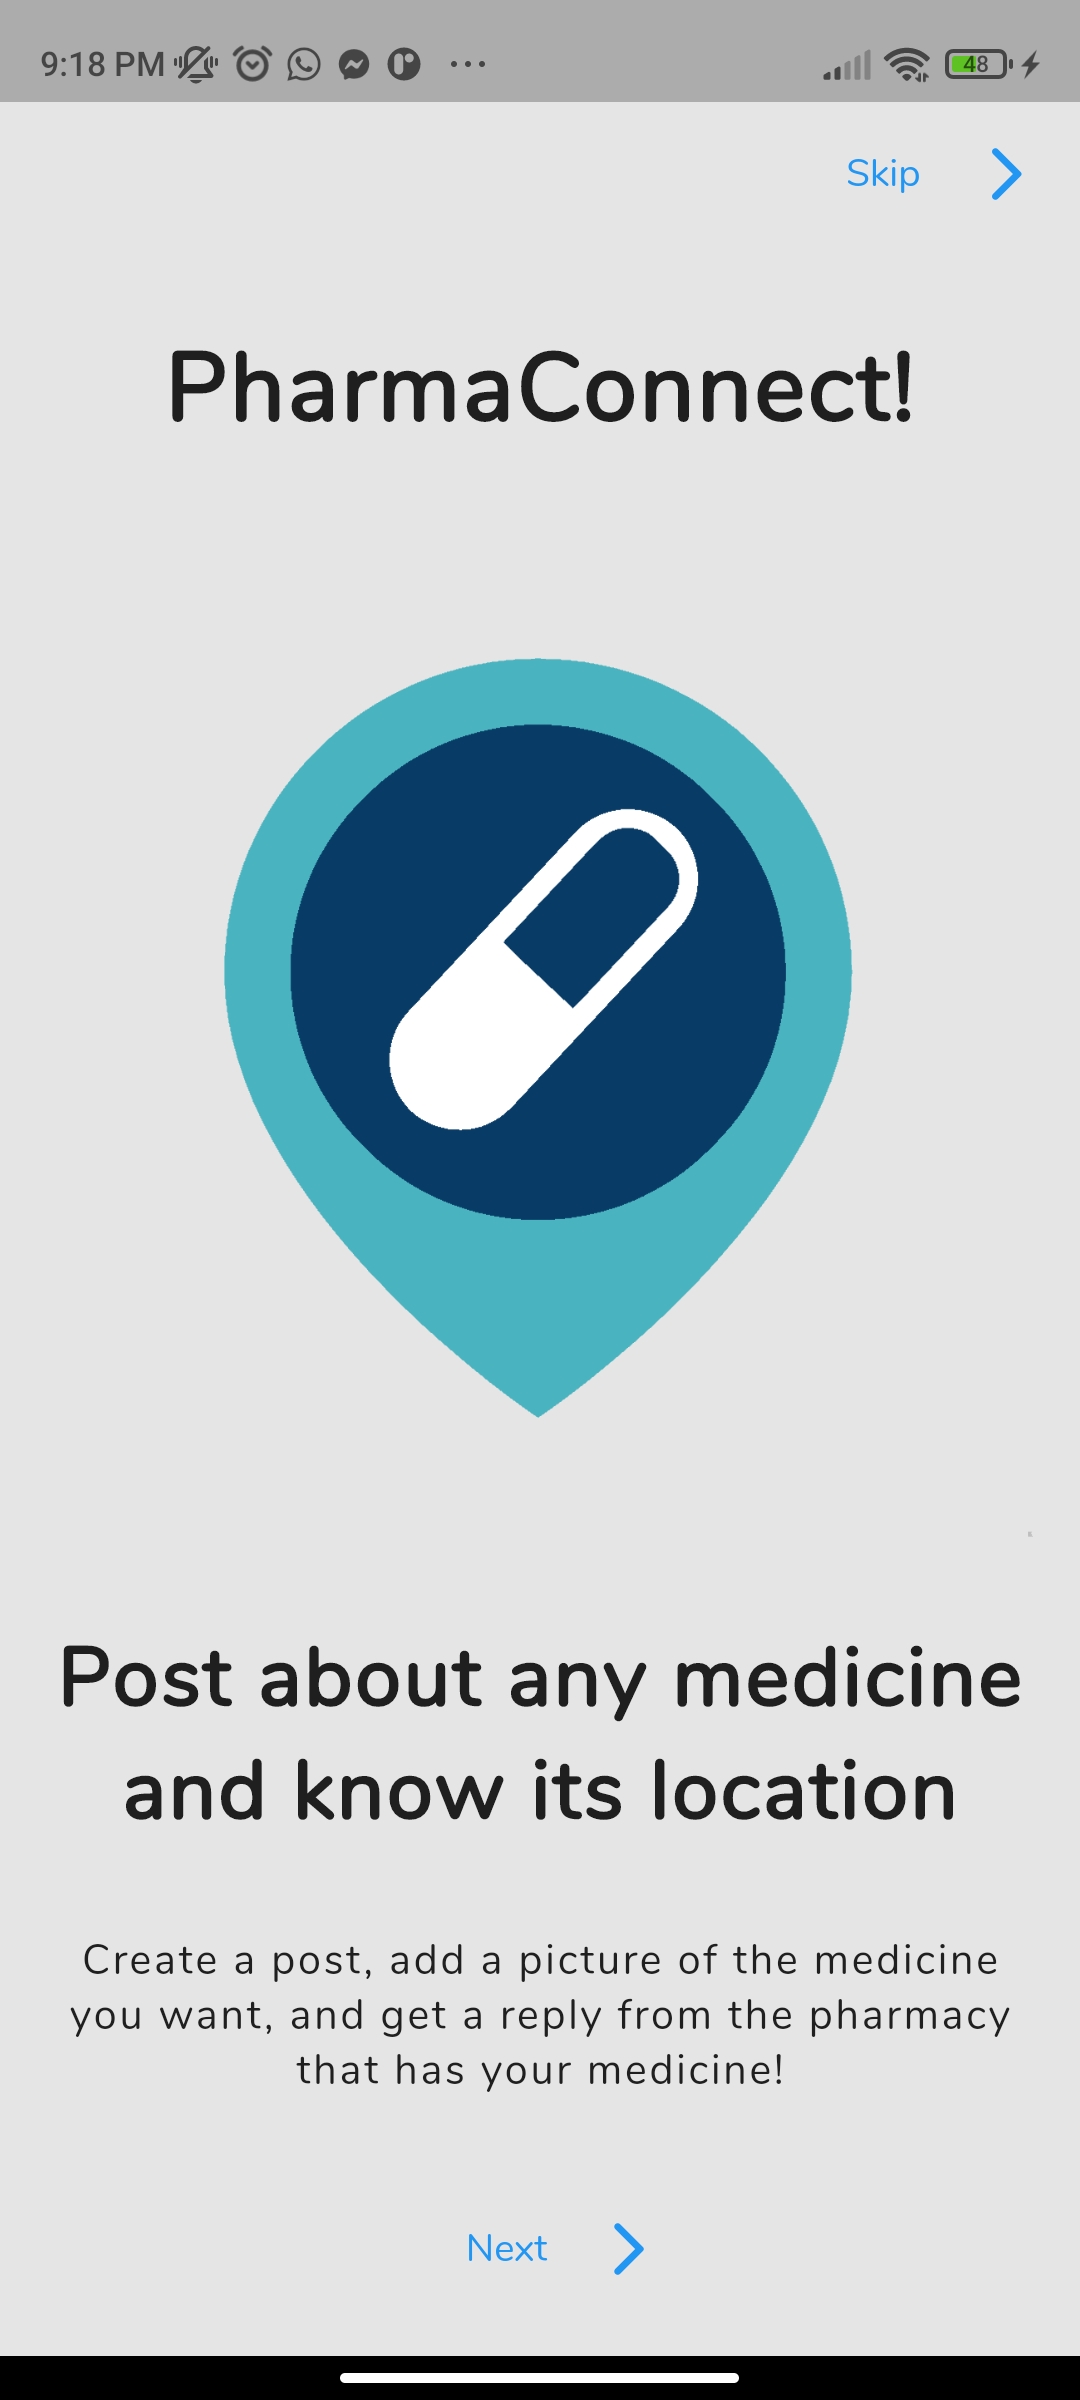 9:18 PM
48
Skip
PharmaConnect!
Post about any medicine
and know its location
Create a post, add a picture of the medicine
you want, and get a reply from the pharmacy
that has your medicine!
Next